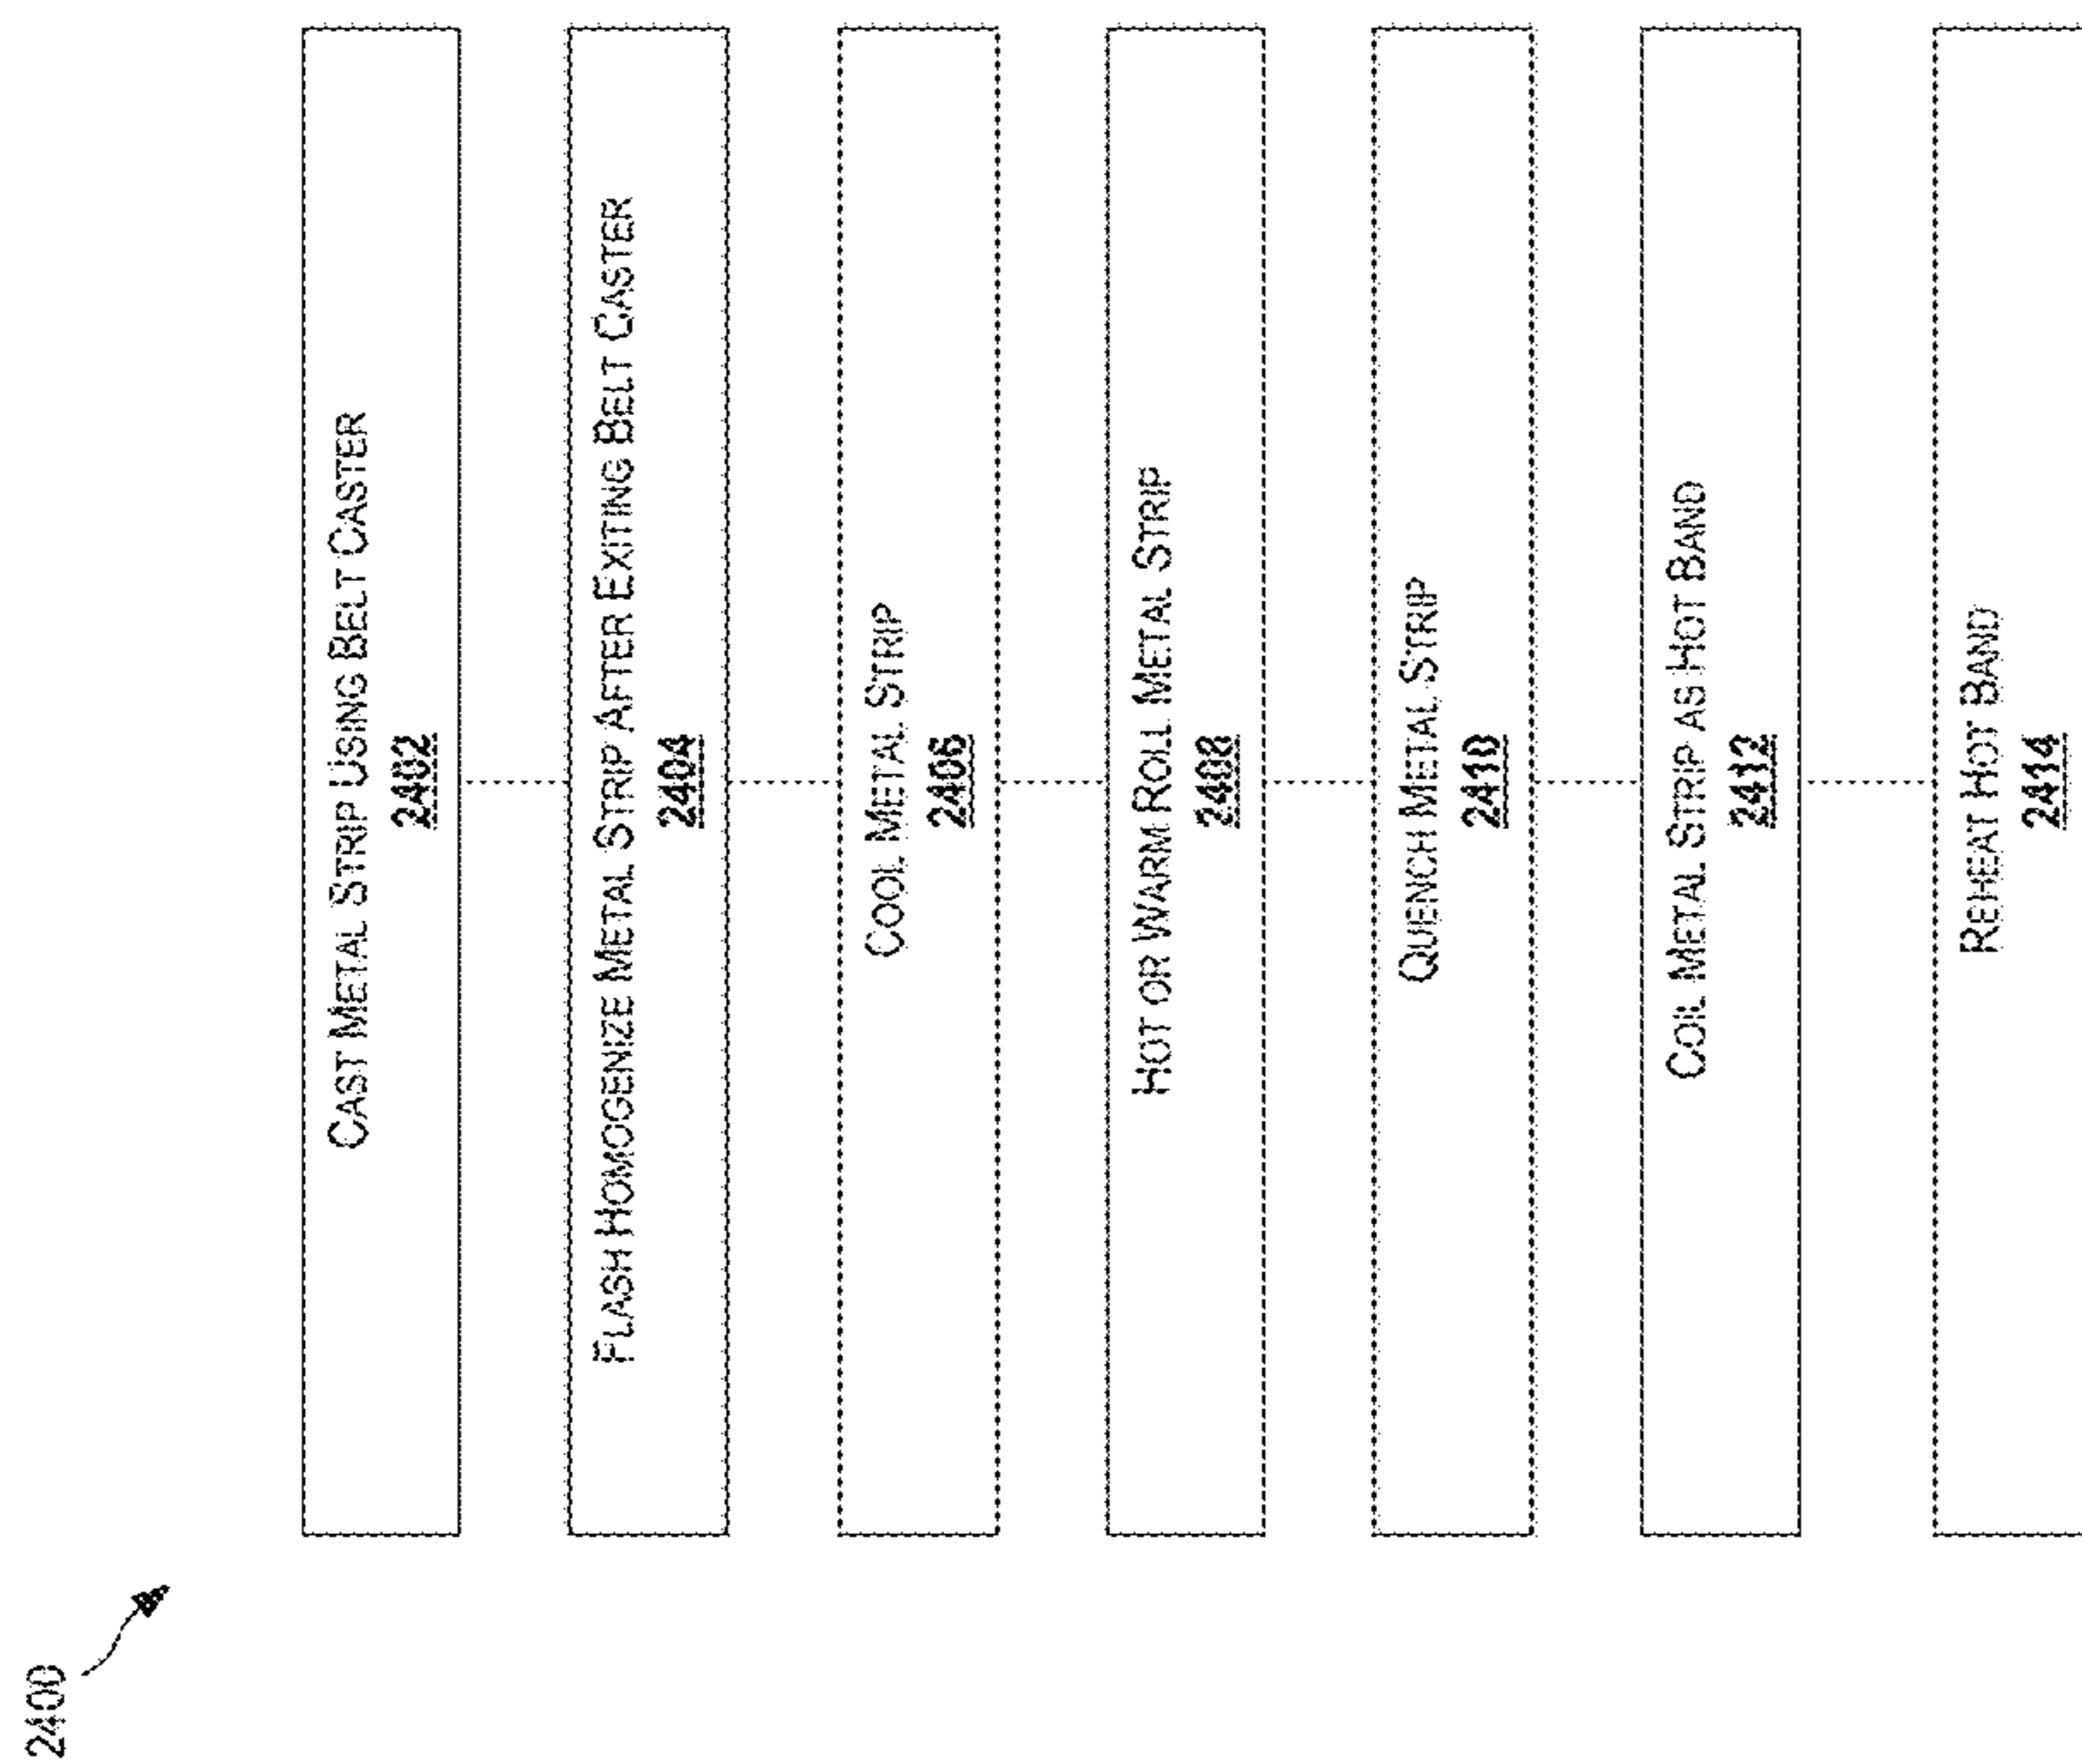 2400
CAST METAL STRIP USING BELT CASTER
2402
FLASH HOMOGENIZE METAL STRIP AFTER EXITING BELT CASTER
2404
COOL METAL STRIP
2406
HOT OR WARM ROLL METAL STRIP
2408
QUENCH METAL STRIP
2410
COIL METAL STRIP AS HOT BAND
2412
REHEAT HOT BAND
2414